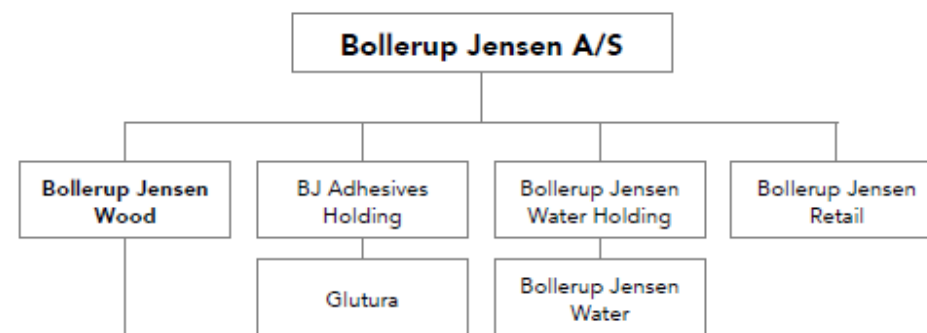 Bollerup Jensen A/S
Bollerup Jensen
Wood
BJ Adhesives
Holding
Bollerup Jensen
Water Holding
Bollerup Jensen
Retail
Glutura
Bollerup Jensen
Water